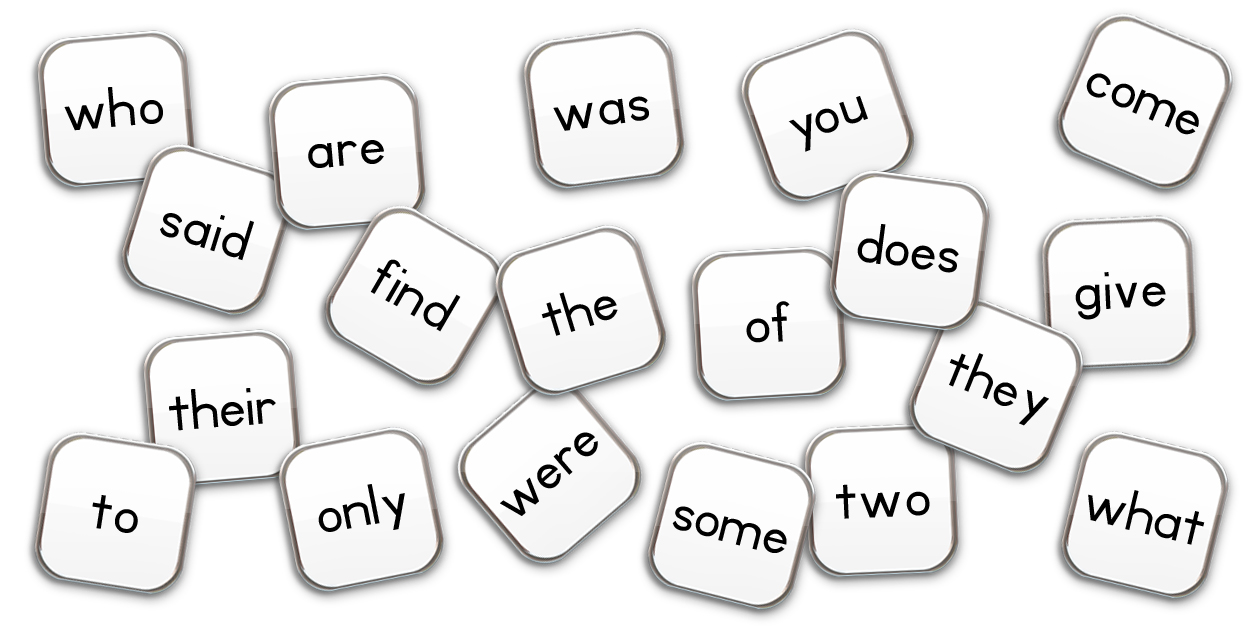 who
are
was
you
come
said
find
the
of
does
give
their
they
to
only
were
some
two
what